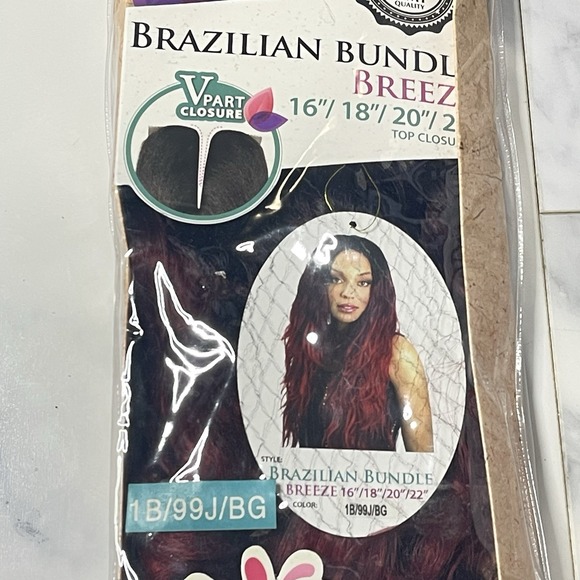 QUALITY
BRAZILIAN BUNDL
BREEZ
V PART
CLOSURE
16"/ 18"/ 20"/ 2
TOP CLOSU
STYLE:
BRAZILIAN BUNDLE
BREEZE 16"/18"/20"/22"
COLOR: 1B/99J/BG
1B/99J/BG